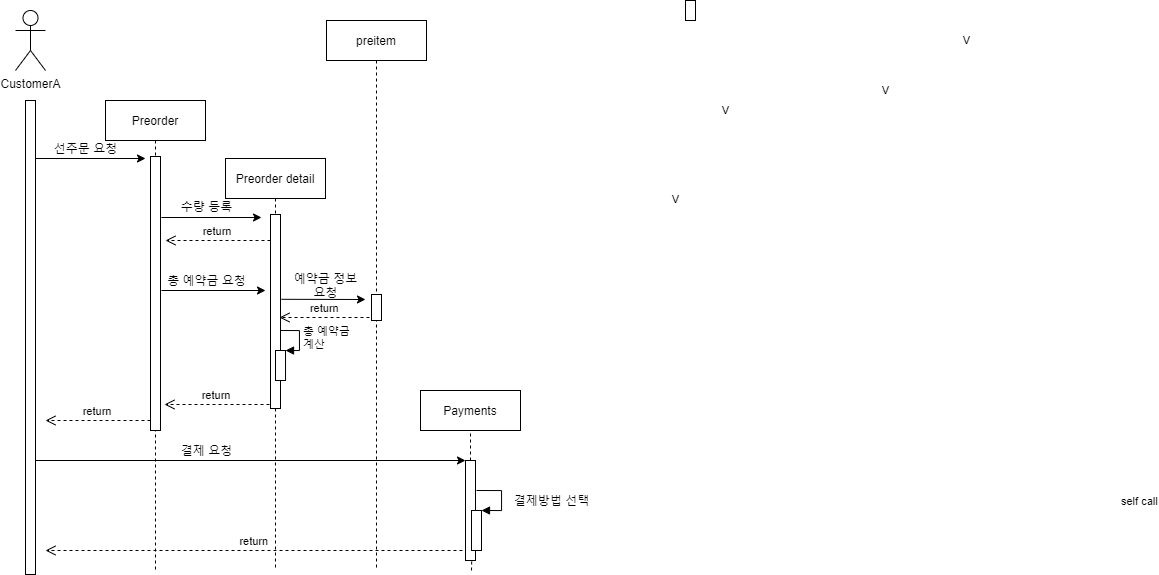 CustomerA
preitem
Preorder
선주문 요청
Preorder detail
수량 등록
return
총 예약금 요청
예약금 정보
요청
return
총 예약금
계산
return
return
Payments
결제 요청
결제방법 선택
return
V
V
V
V
self call